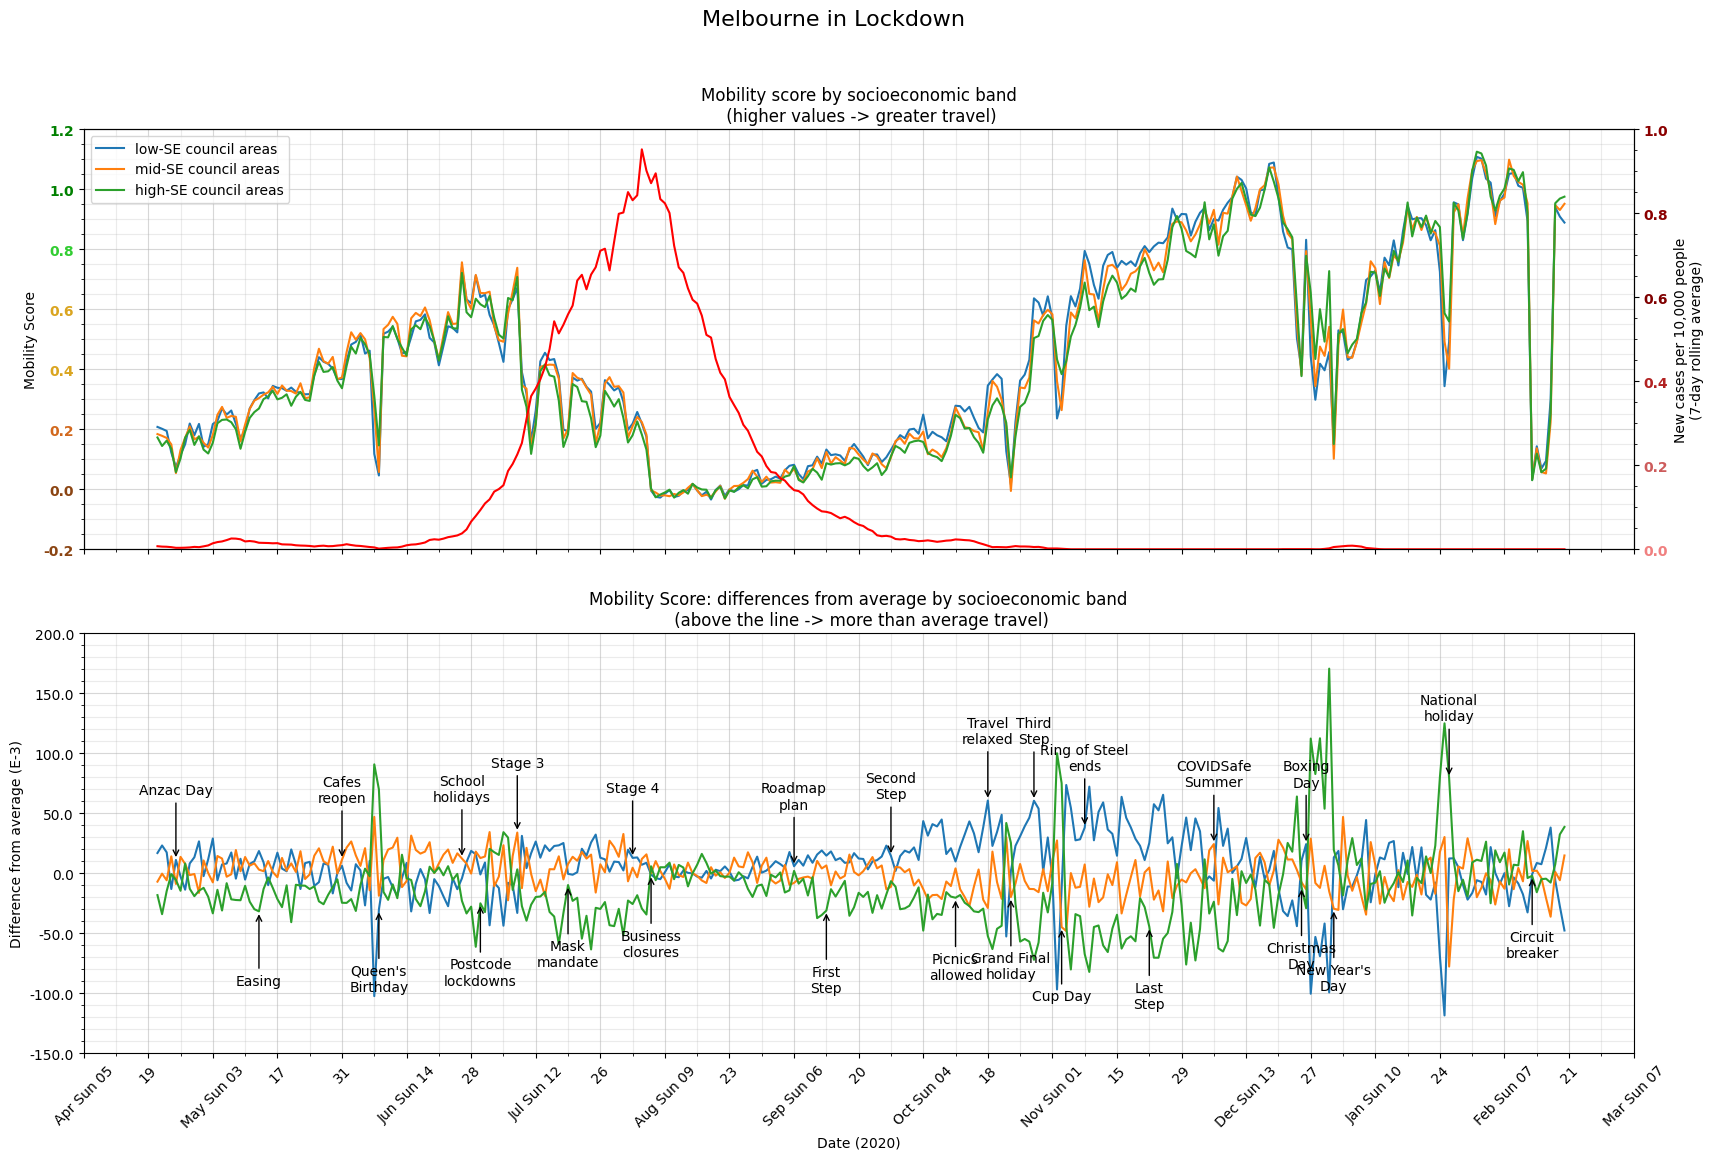 Melbourne in Lockdown
Mobility score by socioeconomic band
(higher values -> greater travel)
low-SE council areas
mid-SE council areas
high-SE council areas
1.2
1.0
0.8
0.6
0.4
0.2
0.0
-0.2
Mobility Score
1.0
0.8
0.6
0.4
0.2
0.0
New cases per 10,000 people
(7-day rolling average)
Mobility Score: differences from average by socioeconomic band
(above the line -> more than average travel)
200.0
150.0
100.0
50.0
0.0
-50.0
-100.0
-150.0
Difference from average (E-3)
Anzac Day
Easing
Cafes
reopen
Queen's
Birthday
School
holidays
Postcode
lockdowns
Stage 3
Mask
mandate
Stage 4
Business
closures
Roadmap
plan
First
Step
Second
Step
Picnics
allowed
Travel
relaxed
Grand Final
holiday
Third
Step
Cup Day
Ring of Steel
ends
Last
Step
COVIDSafe
Summer
Christmas
Day
Boxing
Day
New Year's
Day
National
holiday
Circuit
breaker
Apr Sun 05
19
May Sun 03
17
31
Jun Sun 14
28
Jul Sun 12
26
Aug Sun 09
23
Sep Sun 06
20
Oct Sun 04
18
Nov Sun 01
15
29
Dec Sun 13
27
Jan Sun 10
24
Feb Sun 07
21
Mar Sun 07
Date (2020)